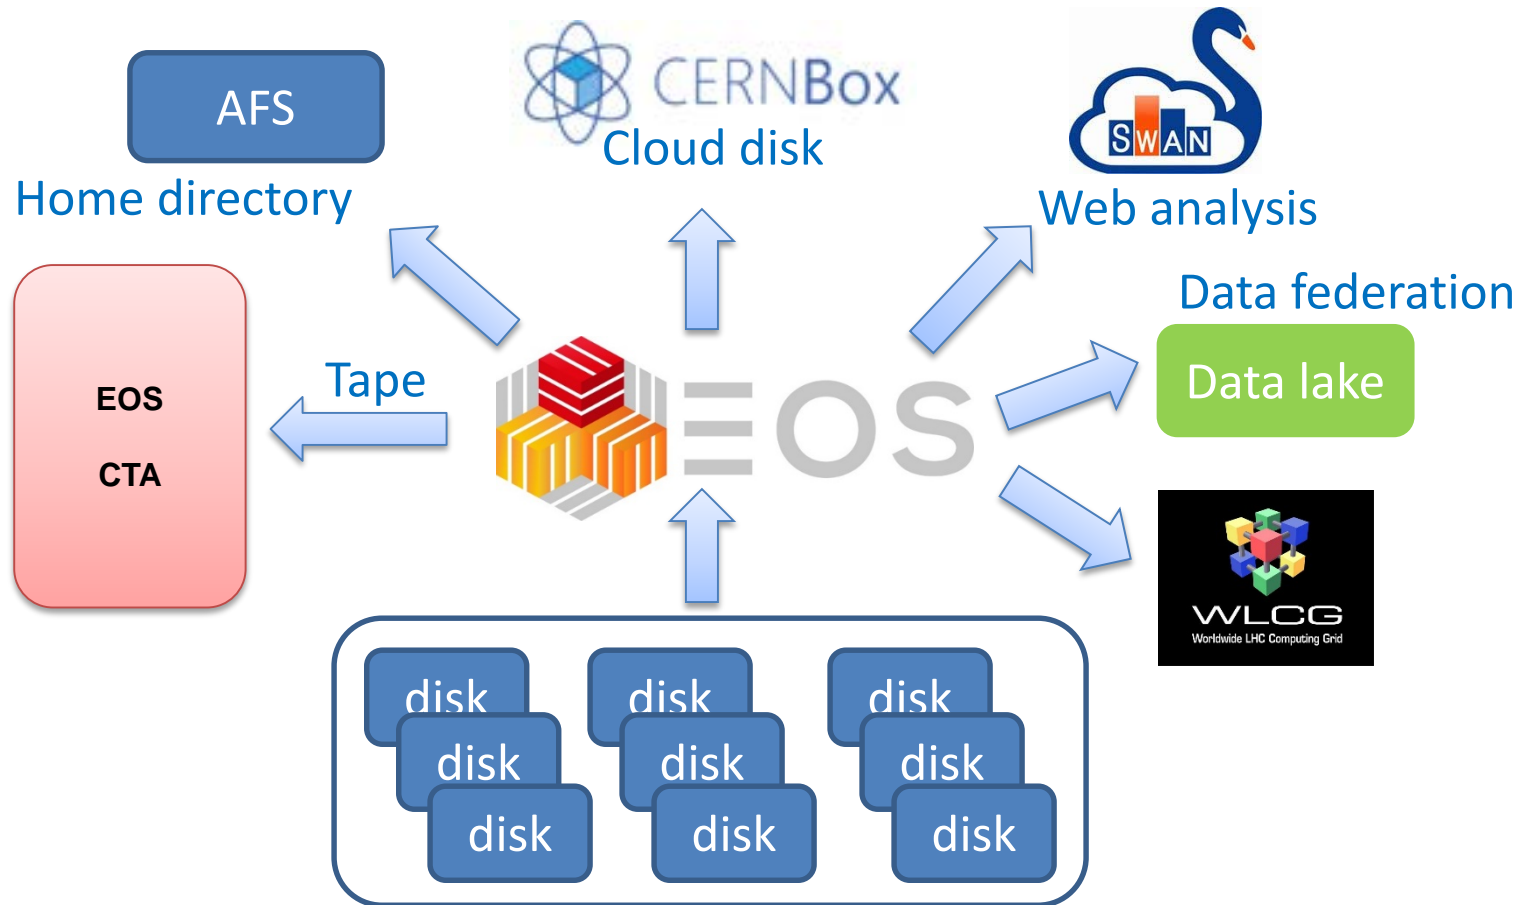 AFS
Home directory
CERNBox
Cloud disk
SWAN
Web analysis
Data federation
Data lake
EOS
CTA
Tape
EOS
WLCG
Worldwide LHC Computing Grid
disk
disk
disk
disk
disk
disk
disk
disk
disk